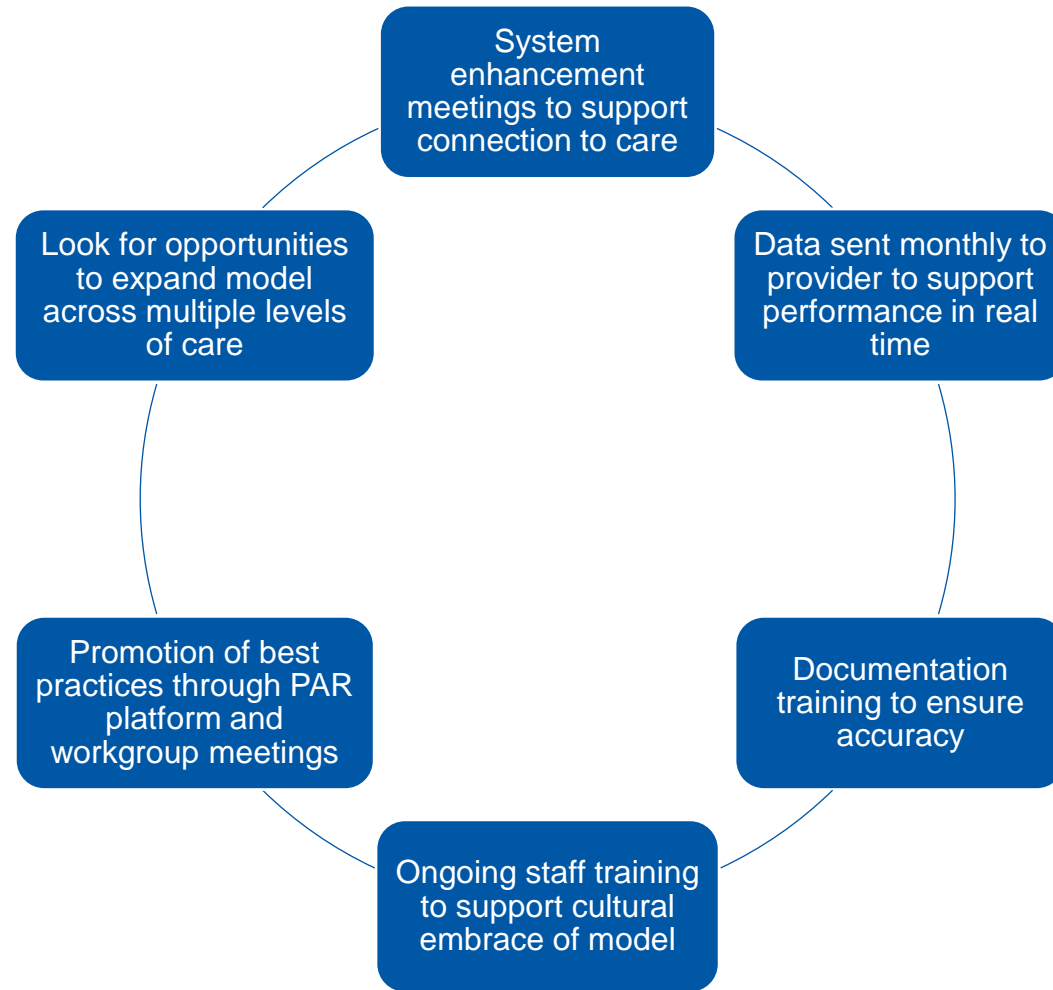 System
enhancement
meetings to support
connection to care
Data sent monthly to
provider to support
performance in real
time
Documentation
training to ensure
accuracy
Ongoing staff training
to support cultural
embrace of model
Promotion of best
practices through PAR
platform and
workgroup meetings
Look for opportunities
to expand model
across multiple levels
of care